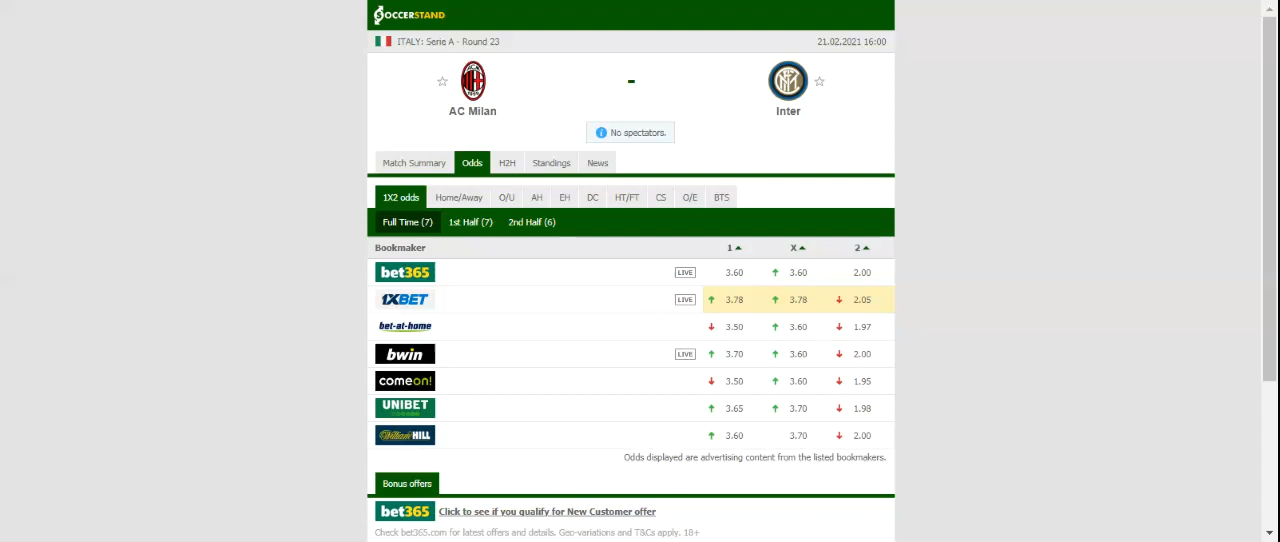 SOCCERSTAND
ITALY: Serie A - Round 23 21.02.2021 16:00
AC Milan - Inter
No spectators.
Match Summary Odds H2H Standings News
1X2 odds Home/Away O/U AH EH DC HT/FT CS O/E BTS
Full Time (7) 1st Half (7) 2nd Half (6)
Bookmaker 1 X 2
bet365 LIVE 3.60 3.60 2.00
1XBET LIVE 3.78 3.78 2.05
bet-at-home 3.50 3.60 1.97
bwin LIVE 3.70 3.60 2.00
comeon! 3.50 3.60 1.95
UNIBET 3.65 3.70 1.98
William HILL 3.60 3.70 2.00
Odds displayed are advertising content from the listed bookmakers.
Bonus offers
bet365 Click to see if you qualify for New Customer offer
Check bet365.com for latest offers and details. Geo-variations and T&Cs apply. 18+